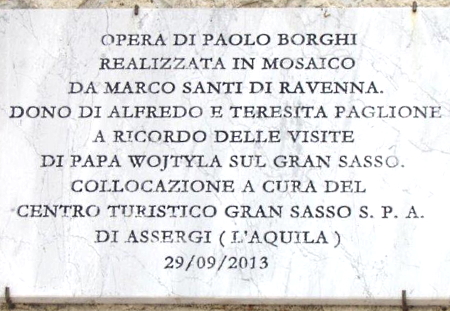 OPERA DI PAOLO BORGHI
REALIZZATA IN MOSAICO
DA MARCO SANTI DI RAVENNA.
DONO DI ALFREDO E TERESITA PAGLIONE
A RICORDO DELLE VISITE
DI PAPA WOJTYLA SUL GRAN SASSO.
COLLOCAZIONE A CURA DEL
CENTRO TURISTICO GRAN SASSO S. P. A.
DI ASSERGI ( L'AQUILA )
29/09/2013